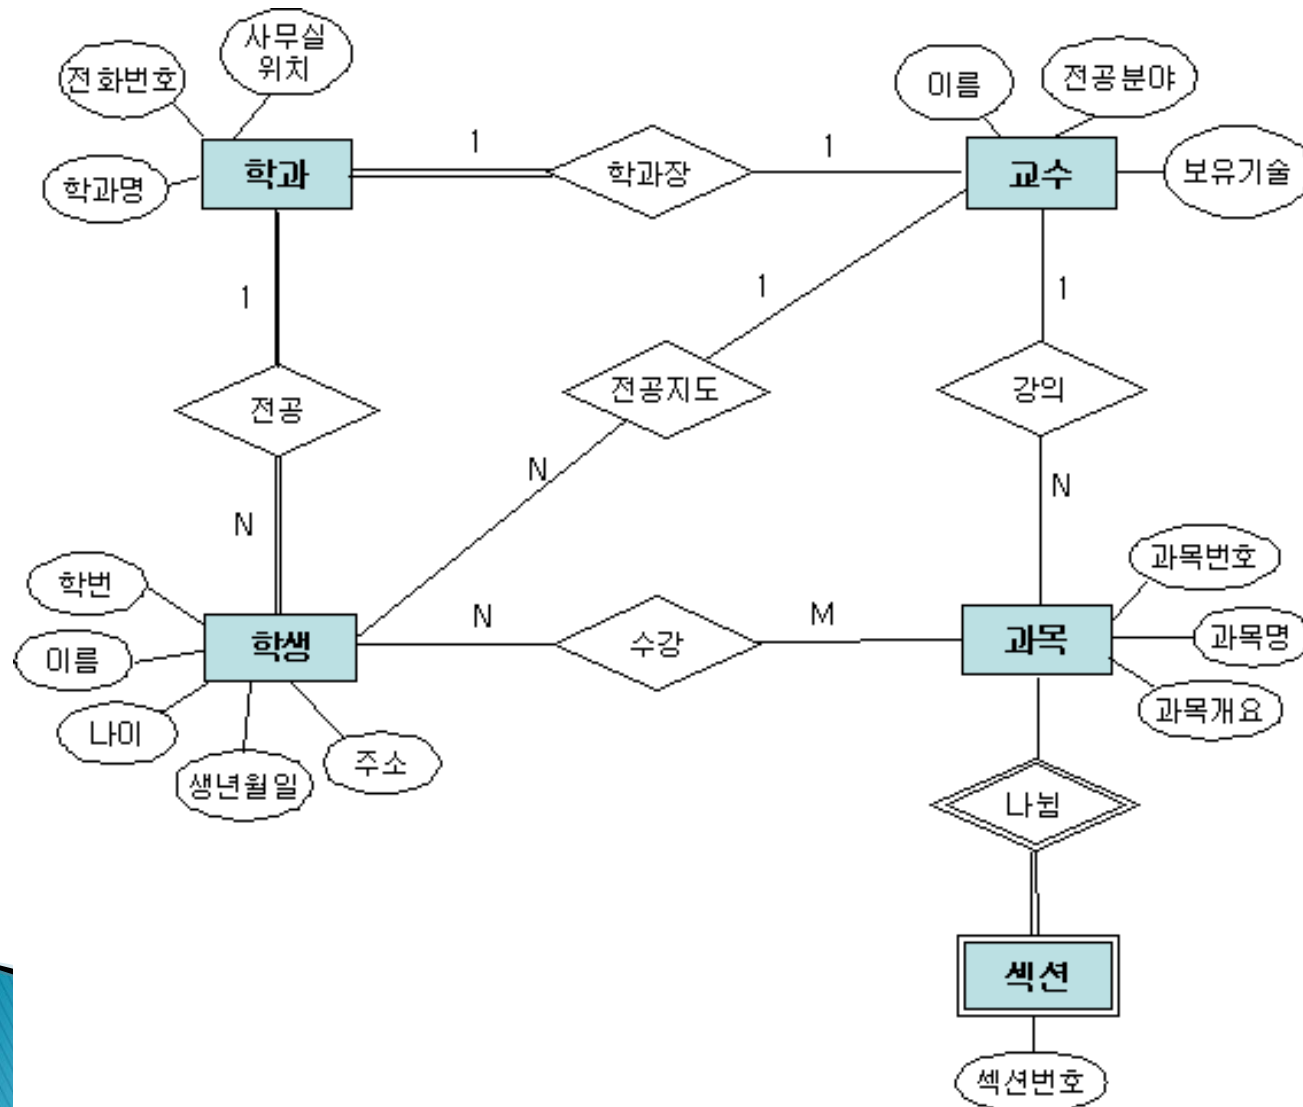 사무실
위치
전화번호
이름
전공분야
학과
1
학과장
1
교수
보유기술
학과명
1
1
1
전공지도
강의
전공
N
N
N
과목번호
학번
N
수강
M
과목
과목명
학생
이름
과목개요
나이
주소
생년월일
나뉨
섹션
섹션번호